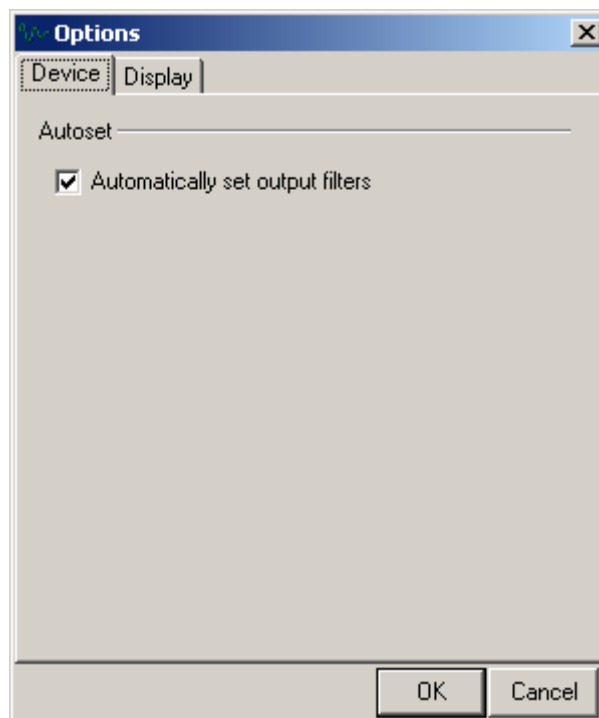 Options
Device Display
Autoset
Automatically set output filters
OK Cancel